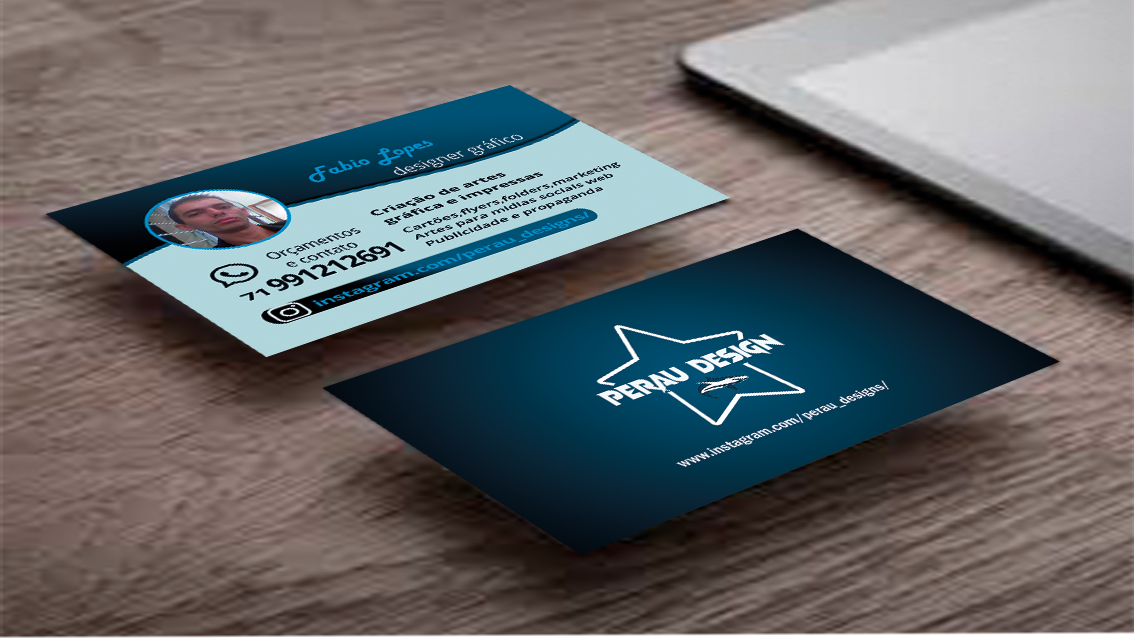 Fabio Lopes
designer gráfico
Criação de artes
gráfica e impressas
Cartões,flyers,folders,marketing
Artes para mídias sociais web
Publicidade e propaganda
Orçamentos
e contato
71 991212691
instagram.com/perau_designs/
PERAU DESIGN
www.instagram.com/perau_designs/